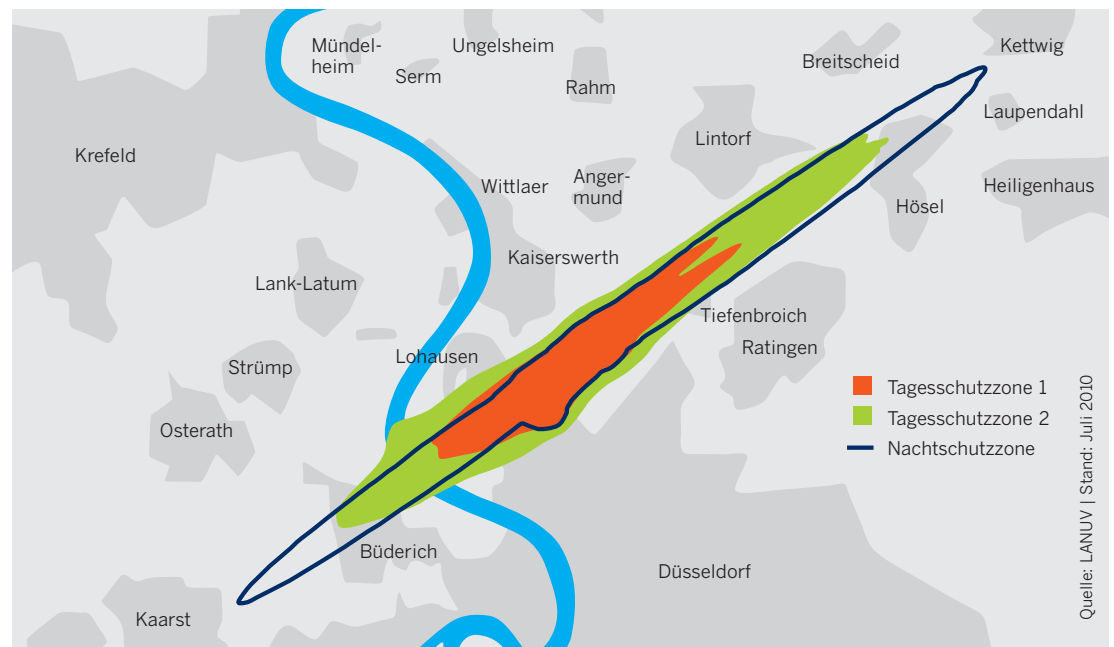 Mündel-
heim
Ungelsheim
Serm
Rahm
Breitscheid
Kettwig
Laupendahl
Krefeld
Lintorf
Wittlaer
Anger-
mund
Heiligenhaus
Hösel
Kaiserswerth
Lank-Latum
Tiefenbroich
Ratingen
Lohausen
Strümp
Osterath
Tagesschutzzone 1
Tagesschutzzone 2
Nachtschutzzone
Büderich
Düsseldorf
Kaarst
Quelle: LANUV | Stand: Juli 2010